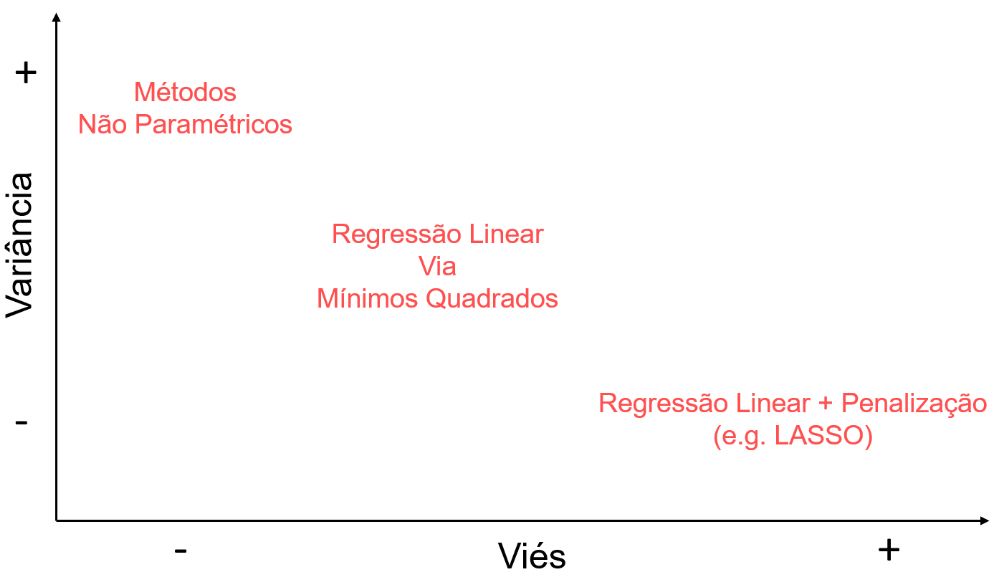 +
Métodos
Não Paramétricos
Variância
Regressão Linear
Via
Mínimos Quadrados
-
Regressão Linear + Penalização
(e.g. LASSO)
-
Viés
+